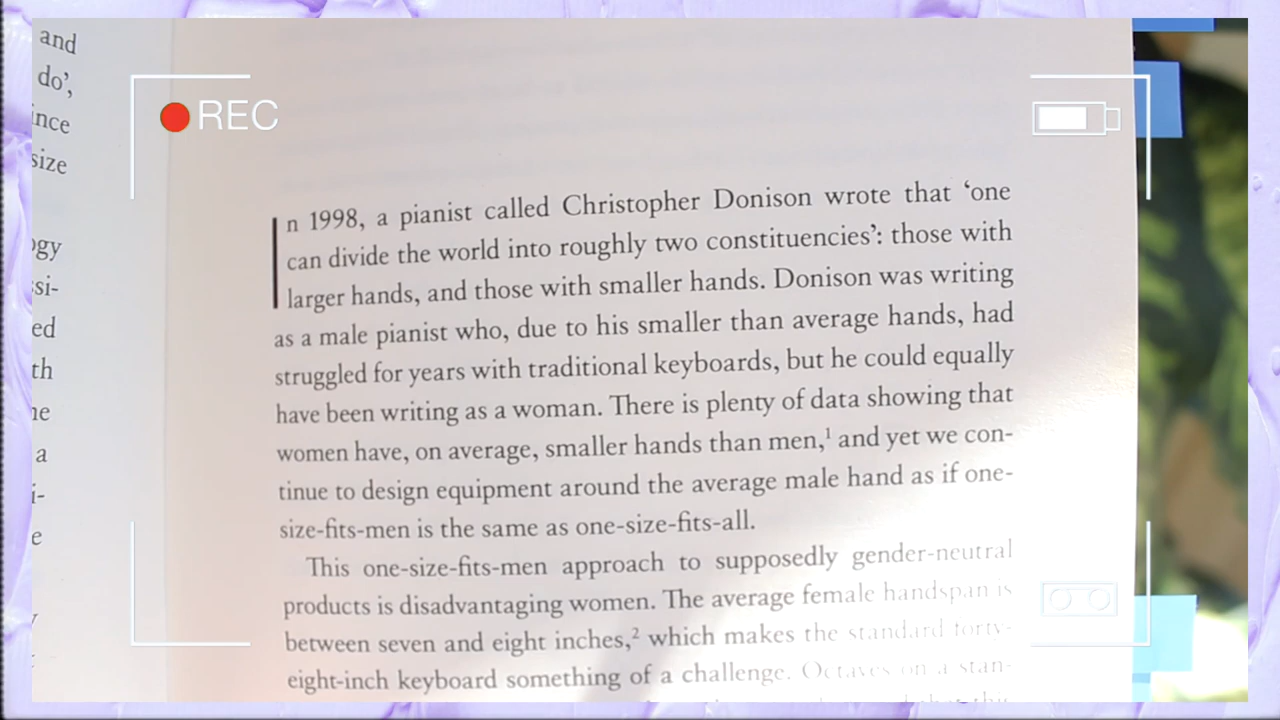 and
do',
ince
size
ogy
ssi-
ed
th
ne
a
i-
e
REC
In 1998, a pianist called Christopher Donison wrote that 'one
can divide the world into roughly two constituencies': those with
larger hands, and those with smaller hands. Donison was writing
as a male pianist who, due to his smaller than average hands, had
struggled for years with traditional keyboards, but he could equally
have been writing as a woman. There is plenty of data showing that
women have, on average, smaller hands than men,1 and yet we con-
tinue to design equipment around the average male hand as if one-
size-fits-men is the same as one-size-fits-all.
This one-size-fits-men approach to supposedly gender-neutral
products is disadvantaging women. The average female handspan is
between seven and eight inches,2 which makes the standard forty-
eight-inch keyboard something of a challenge. Octaves on a stan-